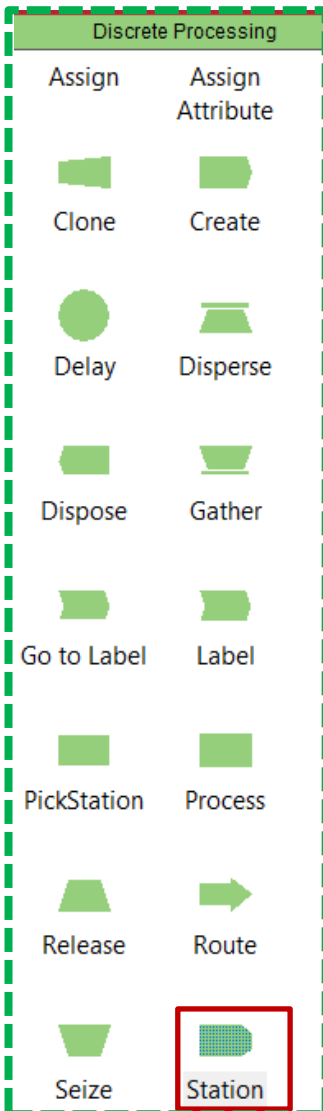 Discrete Processing
Assign Assign
Attribute
Clone Create
Delay Disperse
Dispose Gather
Go to Label Label
PickStation Process
Release Route
Seize Station